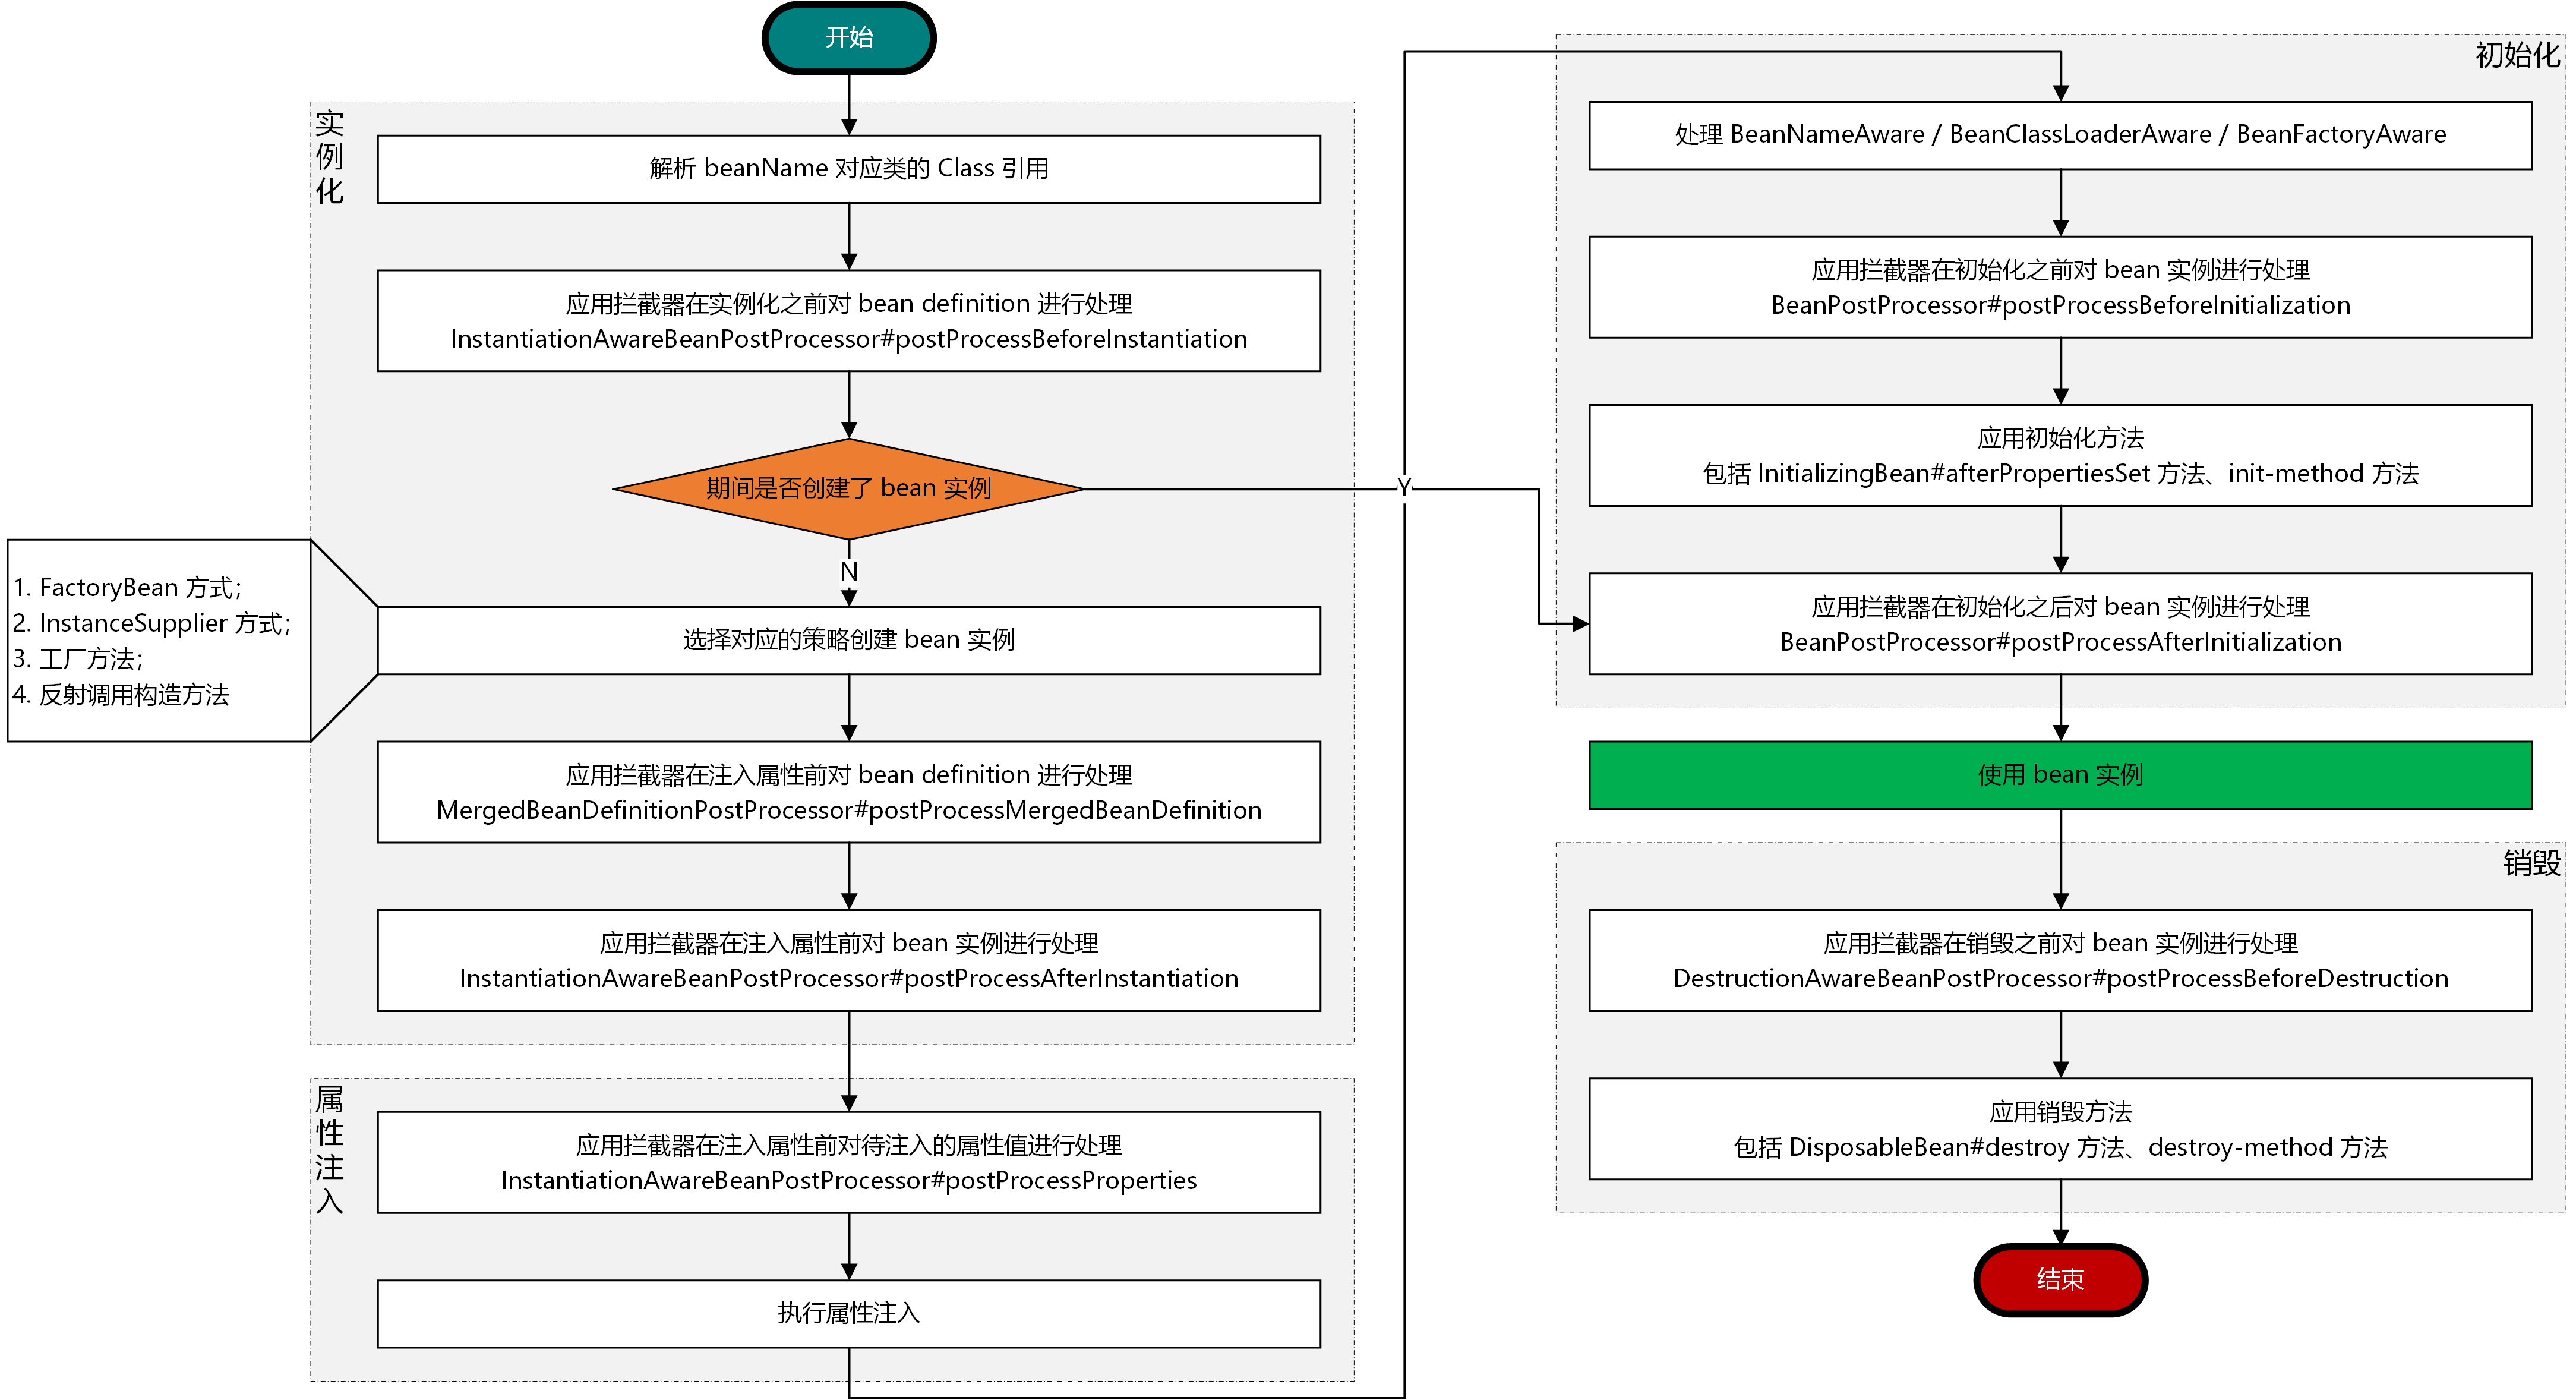 开始
实例化
解析 beanName 对应类的 Class 引用
应用拦截器在实例化之前对 bean definition 进行处理
InstantiationAwareBeanPostProcessor#postProcessBeforeInstantiation
期间是否创建了 bean 实例
Y
N
1. FactoryBean 方式；
2. InstanceSupplier 方式；
3. 工厂方法；
4. 反射调用构造方法
选择对应的策略创建 bean 实例
应用拦截器在注入属性前对 bean definition 进行处理
MergedBeanDefinitionPostProcessor#postProcessMergedBeanDefinition
应用拦截器在注入属性前对 bean 实例进行处理
InstantiationAwareBeanPostProcessor#postProcessAfterInstantiation
属性注入
应用拦截器在注入属性前对待注入的属性值进行处理
InstantiationAwareBeanPostProcessor#postProcessProperties
执行属性注入
初始化
处理 BeanNameAware / BeanClassLoaderAware / BeanFactoryAware
应用拦截器在初始化之前对 bean 实例进行处理
BeanPostProcessor#postProcessBeforeInitialization
应用初始化方法
包括 InitializingBean#afterPropertiesSet 方法、init-method 方法
应用拦截器在初始化之后对 bean 实例进行处理
BeanPostProcessor#postProcessAfterInitialization
使用 bean 实例
销毁
应用拦截器在销毁之前对 bean 实例进行处理
DestructionAwareBeanPostProcessor#postProcessBeforeDestruction
应用销毁方法
包括 DisposableBean#destroy 方法、destroy-method 方法
结束